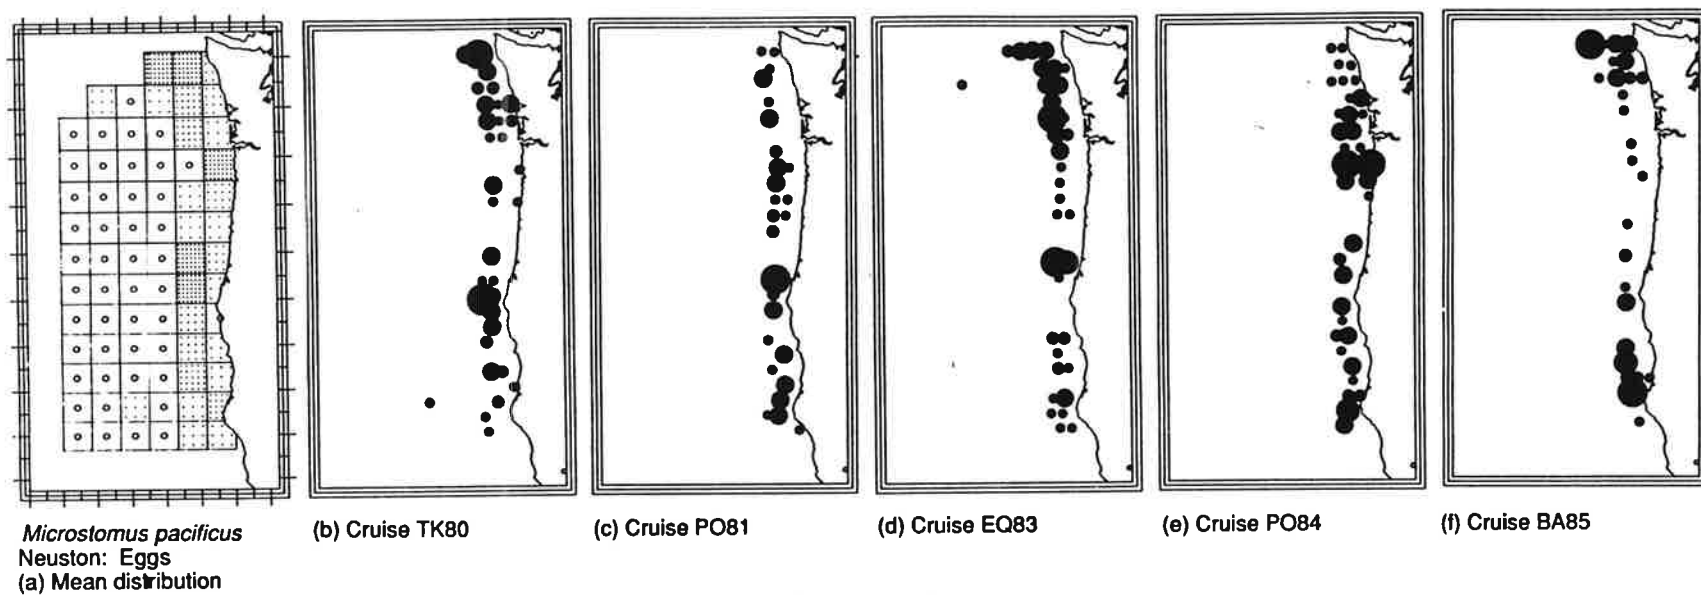 Microstomus pacificus
Neuston: Eggs
(a) Mean distribution
(b) Cruise TK80
(c) Cruise PO81
(d) Cruise EQ83
(e) Cruise PO84
(f) Cruise BA85